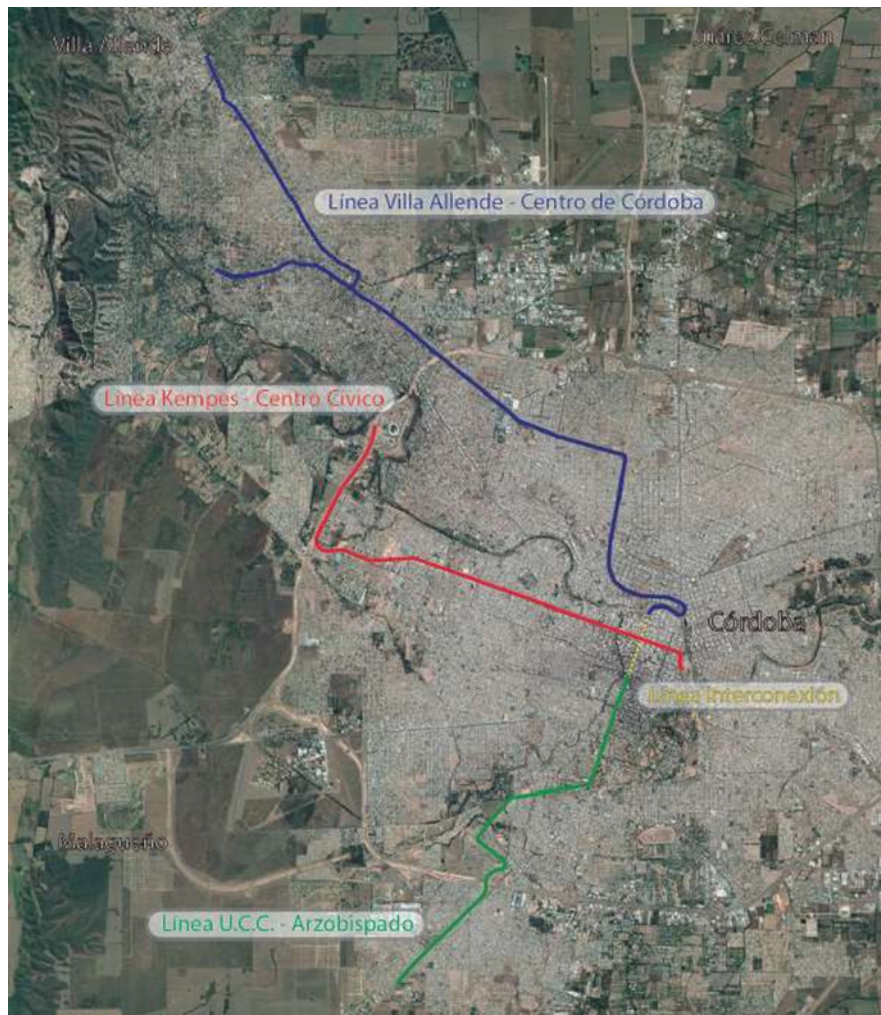 Villa Allende
Juárez Celman
Línea Villa Allende - Centro de Córdoba
Línea Kempes - Centro Cívico
Córdoba
Línea Interconexión
Malagueño
Línea U.C.C. - Arzobispado